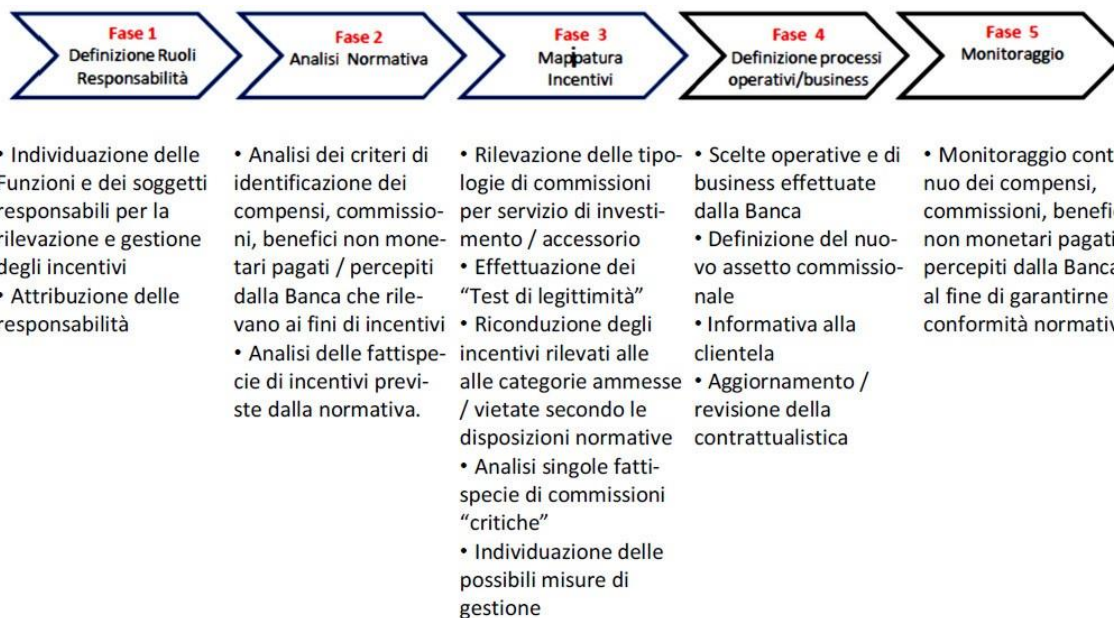 Fase 1
Definizione Ruoli
Responsabilità
Fase 2
Analisi Normativa
Fase 3
Mappatura
Incentivi
Fase 4
Definizione processi
operativi/business
Fase 5
Monitoraggio
• Individuazione delle
Funzioni e dei soggetti
responsabili per la
rilevazione e gestione
degli incentivi
• Attribuzione delle
responsabilità
• Analisi dei criteri di
identificazione dei
compensi, commissio-
ni, benefici non mone-
tari pagati / percepiti
dalla Banca che rile-
vano ai fini di incentivi
• Analisi delle fattispe-
cie di incentivi previ-
ste dalla normativa.
• Rilevazione delle tipo-
logie di commissioni
per servizio di investi-
mento / accessorio
• Effettuazione dei
“Test di legittimità”
• Riconduzione degli
incentivi rilevati alle
alle categorie ammesse
/ vietate secondo le
disposizioni normative
• Analisi singole fatti-
specie di commissioni
“critiche”
• Individuazione delle
possibili misure di
gestione
• Scelte operative e di
business effettuate
dalla Banca
• Definizione del nuo-
vo assetto commissio-
nale
• Informativa alla
clientela
• Aggiornamento /
revisione della
contrattualistica
• Monitoraggio cont
nuo dei compensi,
commissioni, benefic
non monetari pagati
percepiti dalla Banca
al fine di garantirne
conformità normativ